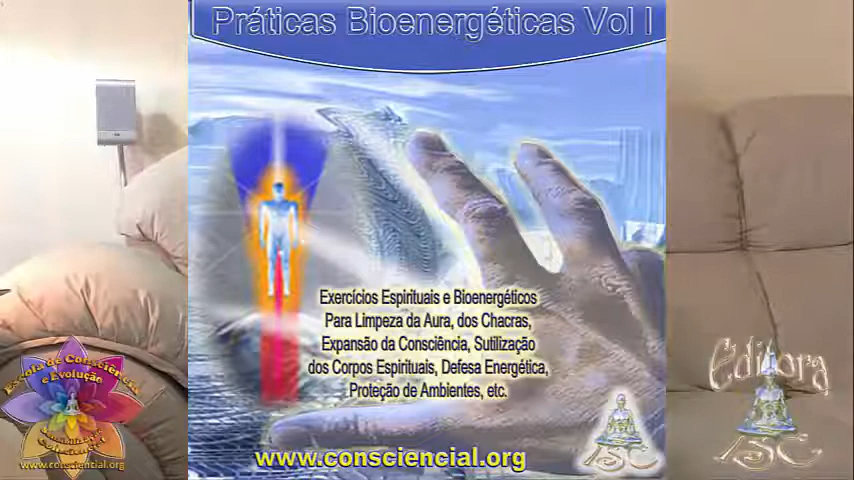 Práticas Bioenergéticas Vol I
Exercícios Espirituais e Bioenergéticos
Para Limpeza da Aura, dos Chacras,
Expansão da Consciência, Sutilização
dos Corpos Espirituais, Defesa Energética,
Proteção de Ambientes, etc.
www.consciencial.org
ISC
Escola de Consciência
e Evolução
www.consciencial.org
Editora
ISC